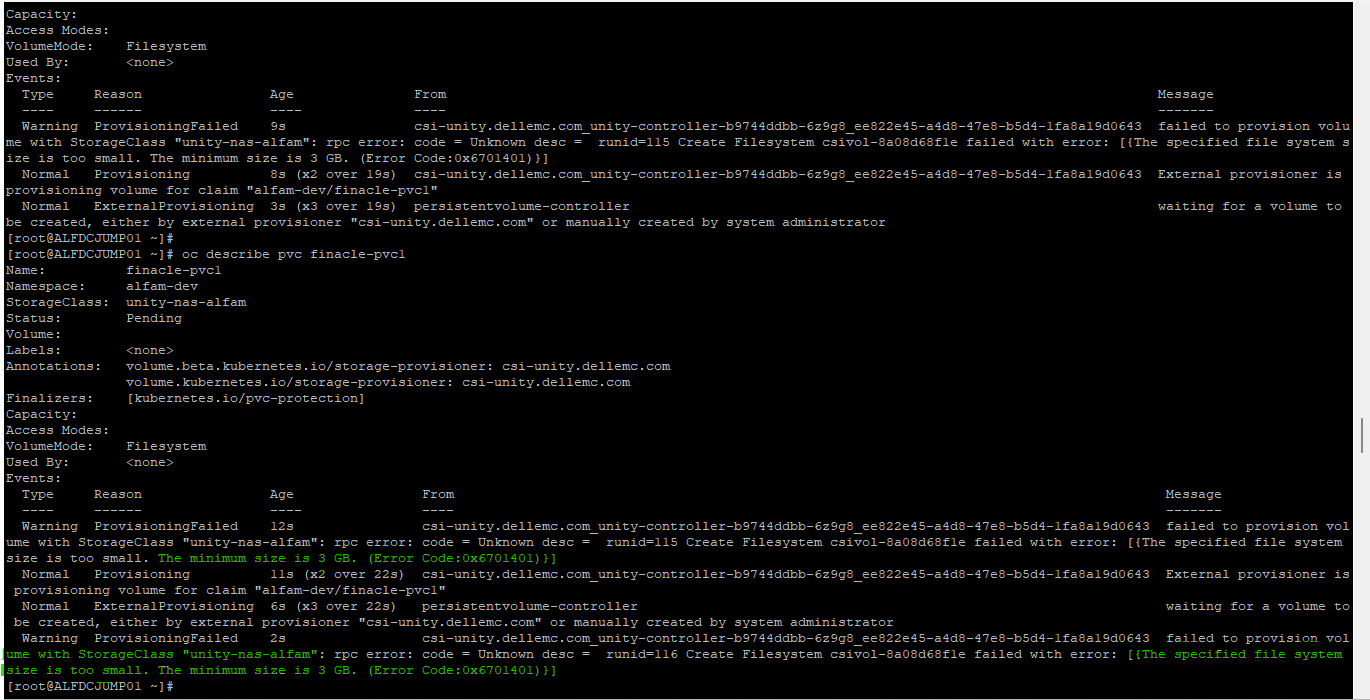 Capacity:
Access Modes:
VolumeMode:    Filesystem
Used By:       <none>
Events:
  Type     Reason                Age                From                                                                                         Message
  ----     ------                ----               ----                                                                                         -------
  Warning  ProvisioningFailed    9s                 csi-unity.dellemc.com_unity-controller-b9744ddbb-6z9g8_ee822e45-a4d8-47e8-b5d4-1fa8a19d0643  failed to provision volu
me with StorageClass "unity-nas-alfam": rpc error: code = Unknown desc =  runid=115 Create Filesystem csivol-8a08d68f1e failed with error: [{The specified file system s
ize is too small. The minimum size is 3 GB. (Error Code:0x6701401)}]
  Normal   Provisioning          8s (x2 over 19s)   csi-unity.dellemc.com_unity-controller-b9744ddbb-6z9g8_ee822e45-a4d8-47e8-b5d4-1fa8a19d0643  External provisioner is
provisioning volume for claim "alfam-dev/finacle-pvc1"
  Normal   ExternalProvisioning  3s (x3 over 19s)   persistentvolume-controller                                                                  waiting for a volume to
be created, either by external provisioner "csi-unity.dellemc.com" or manually created by system administrator
[root@ALFDCJUMP01 ~]#
[root@ALFDCJUMP01 ~]# oc describe pvc finacle-pvc1
Name:          finacle-pvc1
Namespace:     alfam-dev
StorageClass:  unity-nas-alfam
Status:        Pending
Volume:
Labels:        <none>
Annotations:   volume.beta.kubernetes.io/storage-provisioner: csi-unity.dellemc.com
               volume.kubernetes.io/storage-provisioner: csi-unity.dellemc.com
Finalizers:    [kubernetes.io/pvc-protection]
Capacity:
Access Modes:
VolumeMode:    Filesystem
Used By:       <none>
Events:
  Type     Reason                Age                 From                                                                                         Message
  ----     ------                ----                ----                                                                                         -------
  Warning  ProvisioningFailed    12s                 csi-unity.dellemc.com_unity-controller-b9744ddbb-6z9g8_ee822e45-a4d8-47e8-b5d4-1fa8a19d0643  failed to provision vol
ume with StorageClass "unity-nas-alfam": rpc error: code = Unknown desc =  runid=115 Create Filesystem csivol-8a08d68f1e failed with error: [{The specified file system
size is too small. The minimum size is 3 GB. (Error Code:0x6701401)}]
  Normal   Provisioning          11s (x2 over 22s)   csi-unity.dellemc.com_unity-controller-b9744ddbb-6z9g8_ee822e45-a4d8-47e8-b5d4-1fa8a19d0643  External provisioner is
 provisioning volume for claim "alfam-dev/finacle-pvc1"
  Normal   ExternalProvisioning  6s (x3 over 22s)    persistentvolume-controller                                                                  waiting for a volume to
 be created, either by external provisioner "csi-unity.dellemc.com" or manually created by system administrator
  Warning  ProvisioningFailed    2s                  csi-unity.dellemc.com_unity-controller-b9744ddbb-6z9g8_ee822e45-a4d8-47e8-b5d4-1fa8a19d0643  failed to provision vol
ume with StorageClass "unity-nas-alfam": rpc error: code = Unknown desc =  runid=116 Create Filesystem csivol-8a08d68f1e failed with error: [{The specified file system
size is too small. The minimum size is 3 GB. (Error Code:0x6701401)}]
[root@ALFDCJUMP01 ~]#